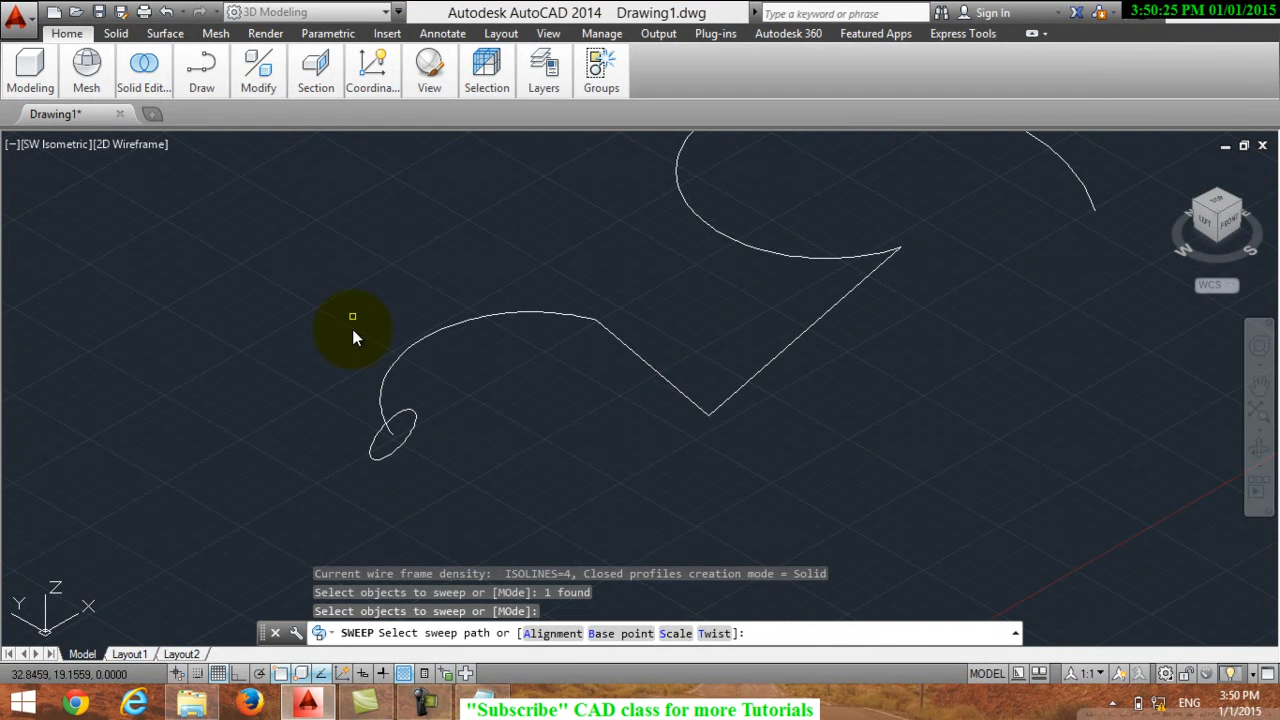 3D Modeling
Autodesk AutoCAD 2014 Drawing1.dwg
Type a keyword or phrase
Sign In
3:50:25 PM 01/01/2015
Home Solid Surface Mesh Render Parametric Insert Annotate Layout View Manage Output Plug-ins Autodesk 360 Featured Apps Express Tools
Modeling Mesh Solid Edit... Draw Modify Section Coordina... View Selection Layers Groups
Drawing1*
[−][SW Isometric][2D Wireframe]
TOP
LEFT FRONT
W S
WCS
Z
Y X
Current wire frame density: ISOLINES=4, Closed profiles creation mode = Solid
Select objects to sweep or [MOde]: 1 found
Select objects to sweep or [MOde]:
SWEEP Select sweep path or [Alignment Base point Scale Twist]:
Model Layout1 Layout2
32.8459, 19.1559, 0.0000
MODEL
1:1
ENG
3:50 PM
1/1/2015
"Subscribe" CAD class for more Tutorials